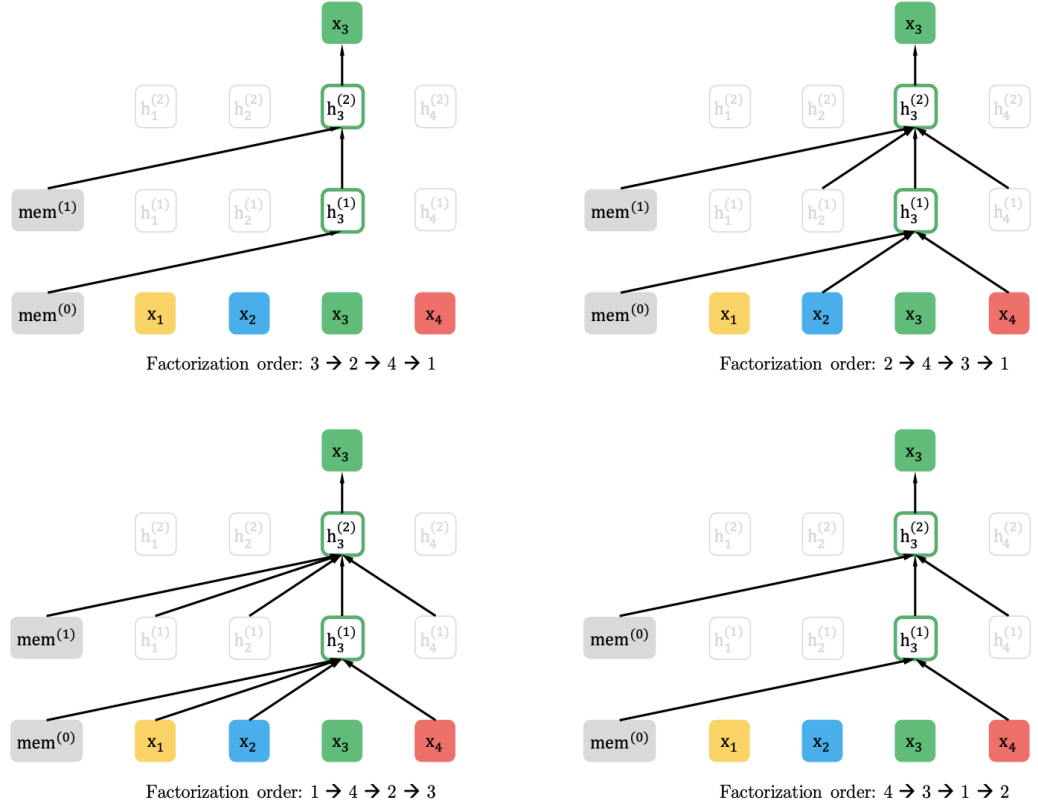 x₃ x₃
h₁⁽²⁾ h₂⁽²⁾ h₃⁽²⁾ h₄⁽²⁾ h₁⁽²⁾ h₂⁽²⁾ h₃⁽²⁾ h₄⁽²⁾
mem⁽¹⁾ h₁⁽¹⁾ h₂⁽¹⁾ h₃⁽¹⁾ h₄⁽¹⁾ mem⁽¹⁾ h₁⁽¹⁾ h₂⁽¹⁾ h₃⁽¹⁾ h₄⁽¹⁾
mem⁽⁰⁾ x₁ x₂ x₃ x₄ mem⁽⁰⁾ x₁ x₂ x₃ x₄
Factorization order: 3 → 2 → 4 → 1 Factorization order: 2 → 4 → 3 → 1
x₃ x₃
h₁⁽²⁾ h₂⁽²⁾ h₃⁽²⁾ h₄⁽²⁾ h₁⁽²⁾ h₂⁽²⁾ h₃⁽²⁾ h₄⁽²⁾
mem⁽¹⁾ h₁⁽¹⁾ h₂⁽¹⁾ h₃⁽¹⁾ h₄⁽¹⁾ mem⁽⁰⁾ h₁⁽¹⁾ h₂⁽¹⁾ h₃⁽¹⁾ h₄⁽¹⁾
mem⁽⁰⁾ x₁ x₂ x₃ x₄ mem⁽⁰⁾ x₁ x₂ x₃ x₄
Factorization order: 1 → 4 → 2 → 3 Factorization order: 4 → 3 → 1 → 2